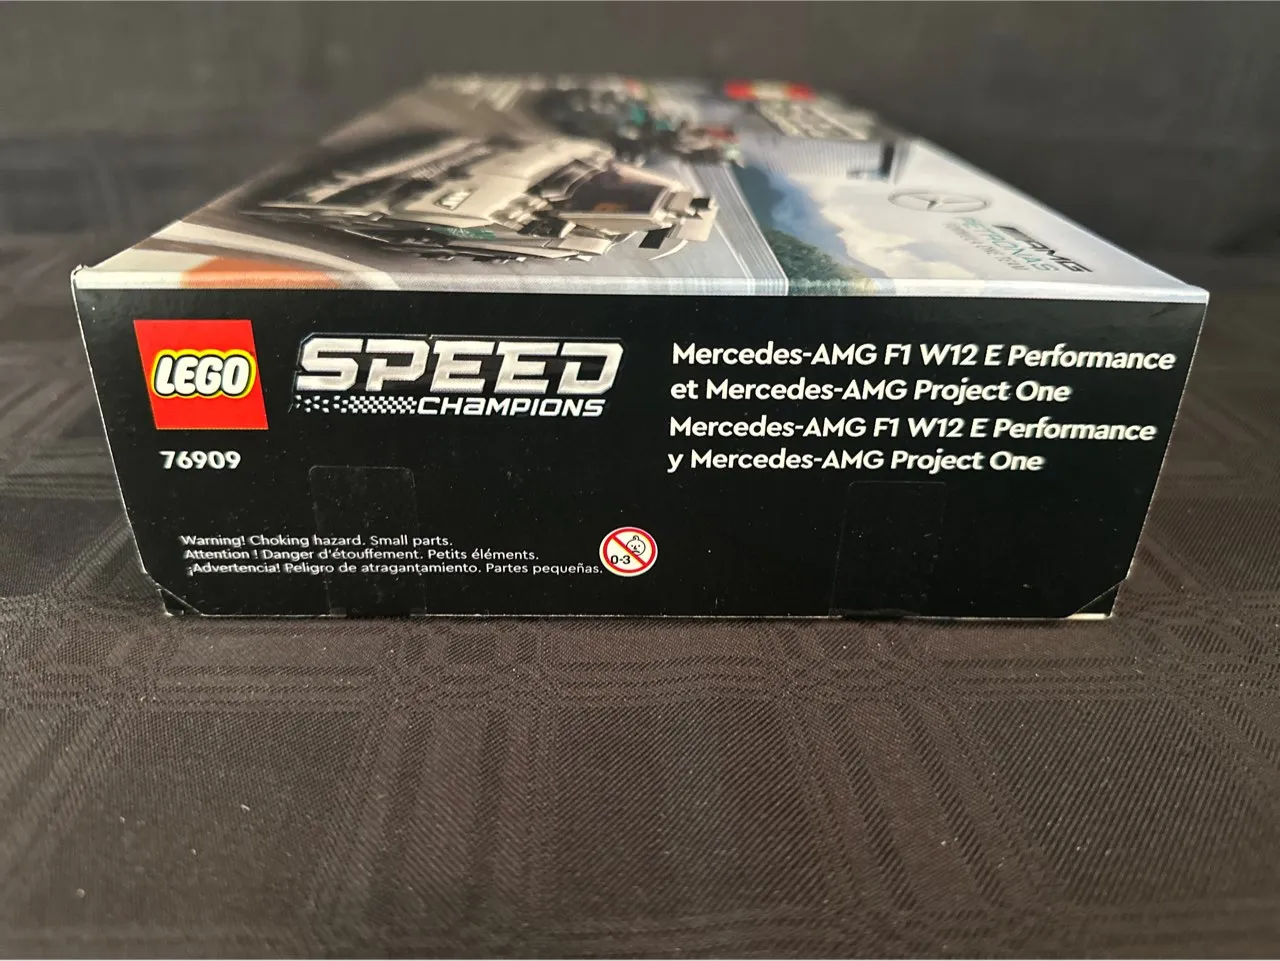 AMG
PETRONAS
LEGO
SPEED
CHAMPIONS
76909
Mercedes-AMG F1 W12 E Performance
et Mercedes-AMG Project One
Mercedes-AMG F1 W12 E Performance
y Mercedes-AMG Project One
Warning! Choking hazard. Small parts.
Attention ! Danger d'étouffement. Petits éléments.
¡Advertencia! Peligro de atragantamiento. Partes pequeñas.
0-3